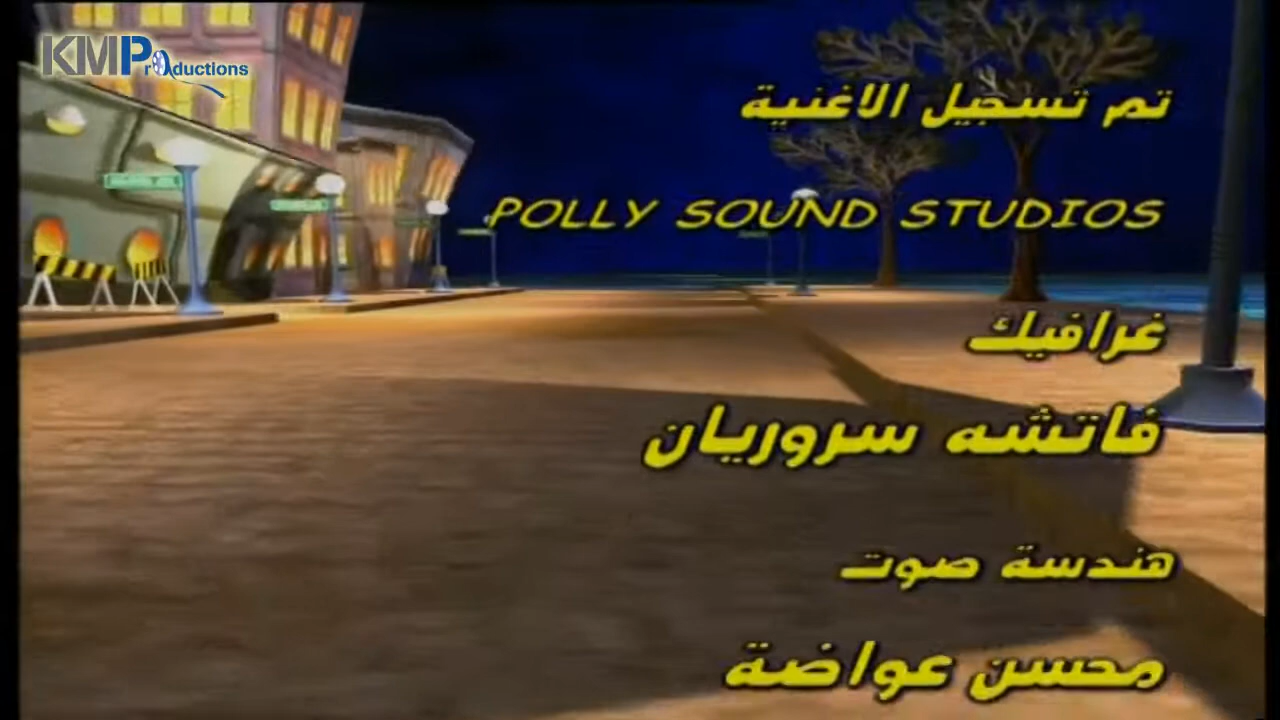 KMProductions
تم تسجيل الاغنية
POLLY SOUND STUDIOS
غرافيك
فاتشه سروريان
هندسة صوت
محسن عواضة